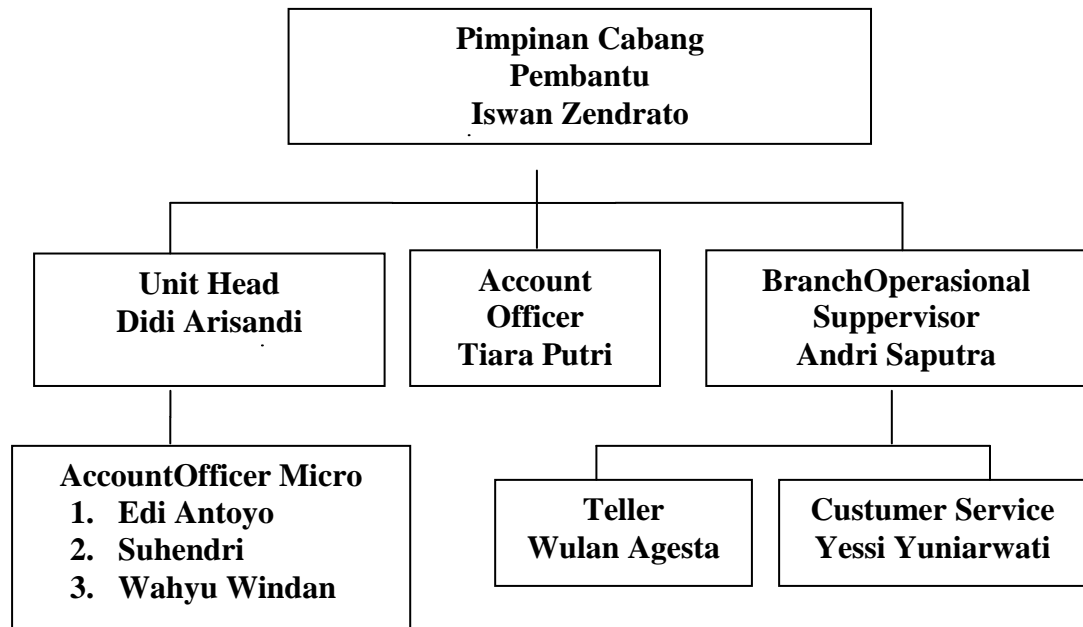 Pimpinan Cabang
Pembantu
Iswan Zendrato
Unit Head
Didi Arisandi
Account
Officer
Tiara Putri
BranchOperasional
Suppervisor
Andri Saputra
AccountOfficer Micro
1. Edi Antoyo
2. Suhendri
3. Wahyu Windan
Teller
Wulan Agesta
Custumer Service
Yessi Yuniarwati